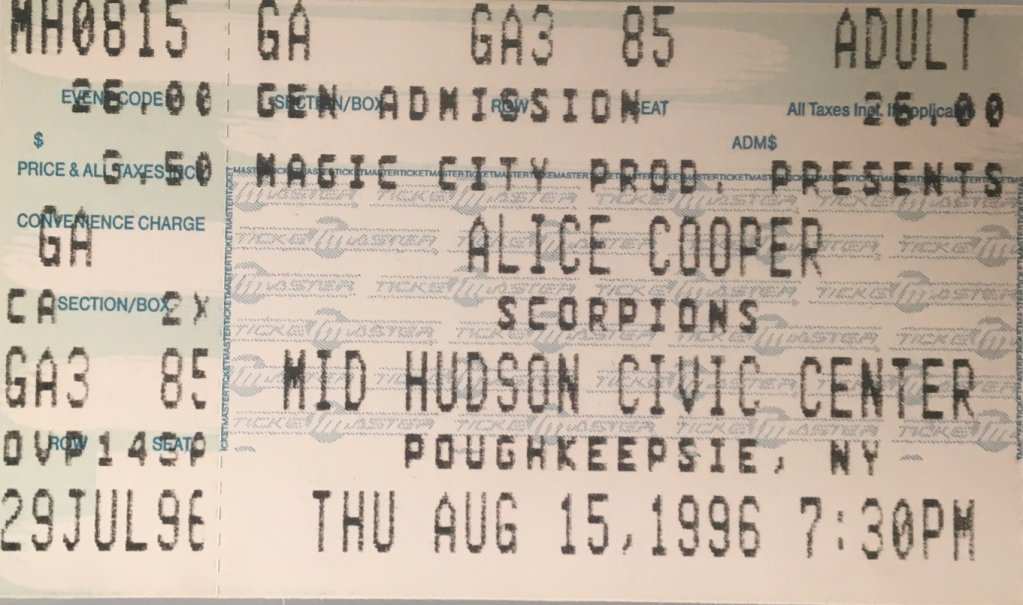 MH0815 GA GA3 85 ADULT
EVENT CODE SECTION/BOX ROW SEAT All Taxes Incl. If Applicable
26.00 GEN ADMISSION 26.00
$ ADM$
PRICE & ALL TAXES INCL
3.50 MAGIC CITY PROD. PRESENTS
CONVENIENCE CHARGE
GA ALICE COOPER
SECTION/BOX
CA 2X SCORPIONS
GA3 85 MID HUDSON CIVIC CENTER
ROW SEAT
POUGHKEEPSIE, NY
29JUL96 THU AUG 15,1996 7:30PM
TICKETMASTER